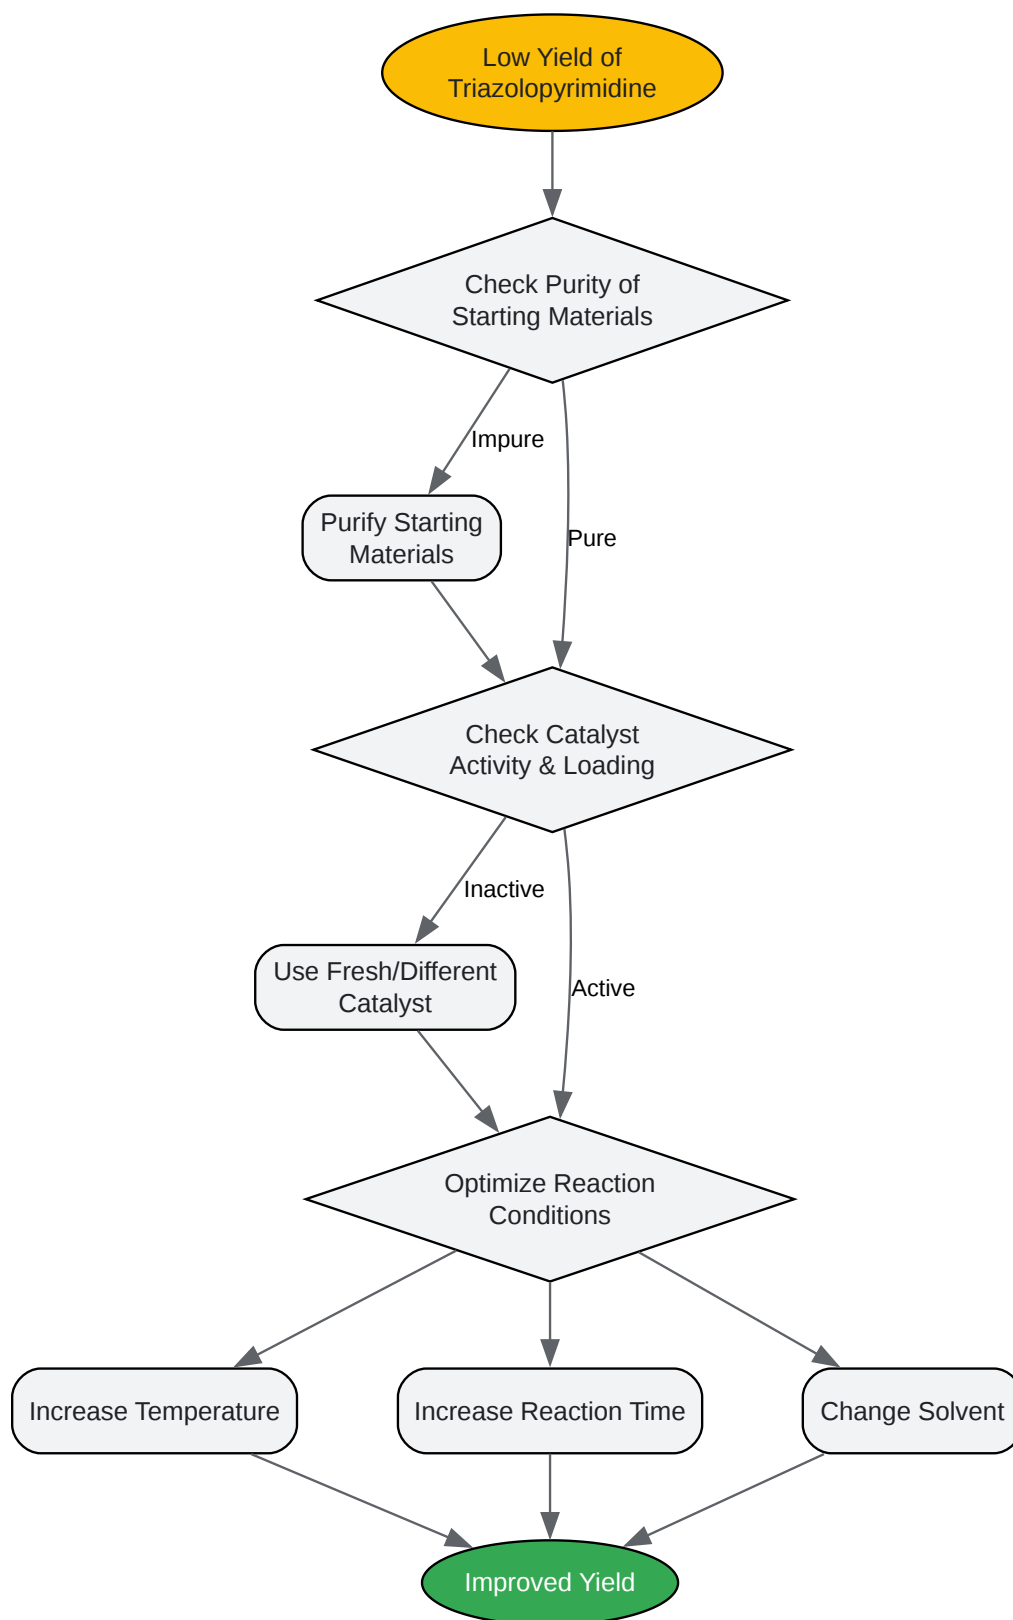 Low Yield of
Triazolopyrimidine
Check Purity of
Starting Materials
Impure
Purify Starting
Materials
Pure
Check Catalyst
Activity & Loading
Inactive
Use Fresh/Different
Catalyst
Active
Optimize Reaction
Conditions
Increase Temperature
Increase Reaction Time
Change Solvent
Improved Yield